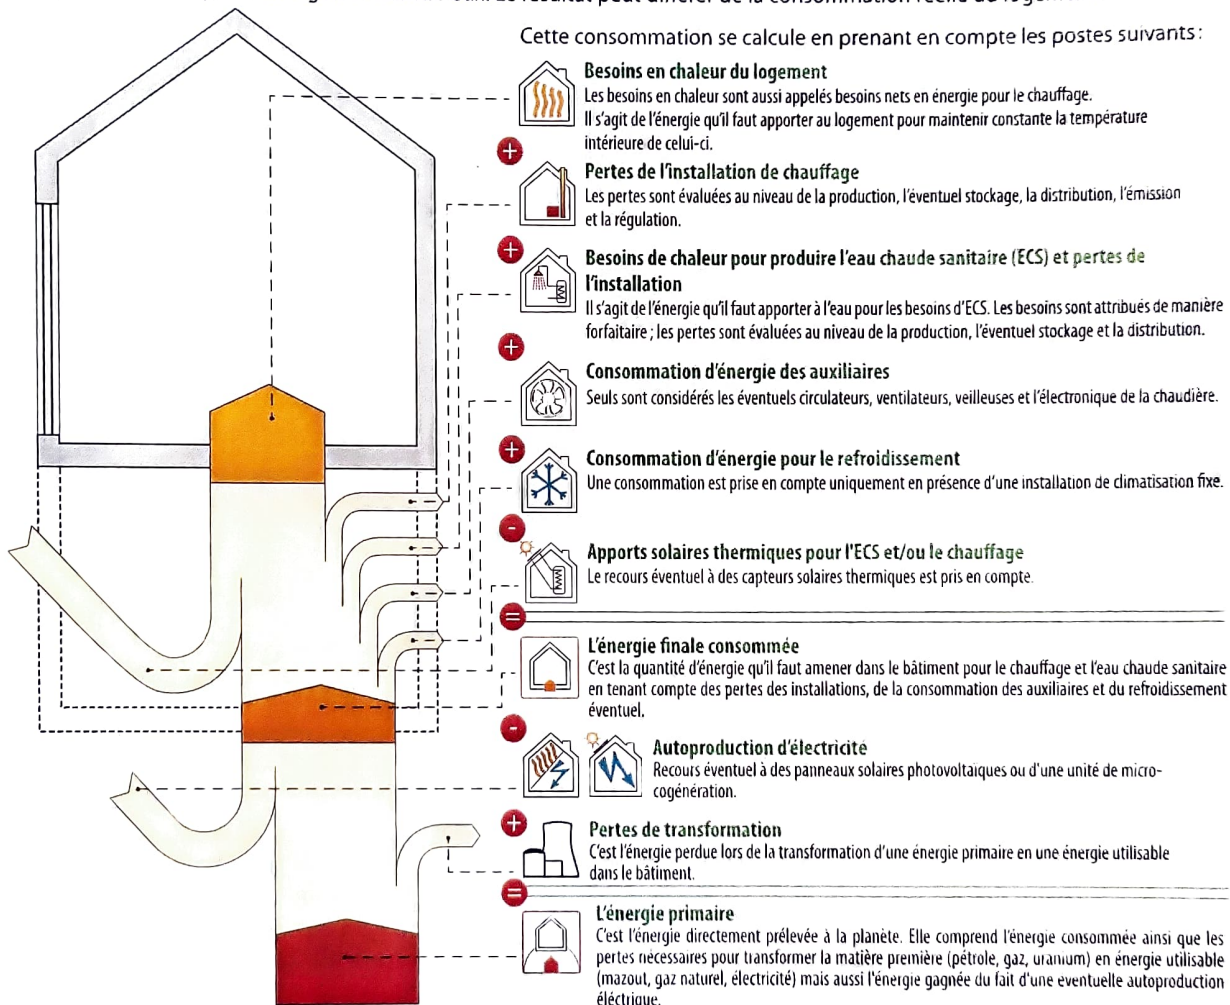 Cette consommation se calcule en prenant en compte les postes suivants :
Besoins en chaleur du logement
Les besoins en chaleur sont aussi appelés besoins nets en énergie pour le chauffage.
Il s'agit de l'énergie qu'il faut apporter au logement pour maintenir constante la température
intérieure de celui-ci.
+
Pertes de l'installation de chauffage
Les pertes sont évaluées au niveau de la production, l'éventuel stockage, la distribution, l'émission
et la régulation.
+
Besoins de chaleur pour produire l'eau chaude sanitaire (ECS) et pertes de
l'installation
Il s'agit de l'énergie qu'il faut apporter à l'eau pour les besoins d'ECS. Les besoins sont attribués de manière
forfaitaire ; les pertes sont évaluées au niveau de la production, l'éventuel stockage et la distribution.
+
Consommation d'énergie des auxiliaires
Seuls sont considérés les éventuels circulateurs, ventilateurs, veilleuses et l'électronique de la chaudière.
+
Consommation d'énergie pour le refroidissement
Une consommation est prise en compte uniquement en présence d'une installation de climatisation fixe.
-
Apports solaires thermiques pour l'ECS et/ou le chauffage
Le recours éventuel à des capteurs solaires thermiques est pris en compte.
=
L'énergie finale consommée
C'est la quantité d'énergie qu'il faut amener dans le bâtiment pour le chauffage et l'eau chaude sanitaire
en tenant compte des pertes des installations, de la consommation des auxiliaires et du refroidissement
éventuel.
-
Autoproduction d'électricité
Recours éventuel à des panneaux solaires photovoltaïques ou d'une unité de micro-
cogénération.
+
Pertes de transformation
C'est l'énergie perdue lors de la transformation d'une énergie primaire en une énergie utilisable
dans le bâtiment.
=
L'énergie primaire
C'est l'énergie directement prélevée à la planète. Elle comprend l'énergie consommée ainsi que les
pertes nécessaires pour transformer la matière première (pétrole, gaz, uranium) en énergie utilisable
(mazout, gaz naturel, électricité) mais aussi l'énergie gagnée du fait d'une eventuelle autoproduction
éléctrique.